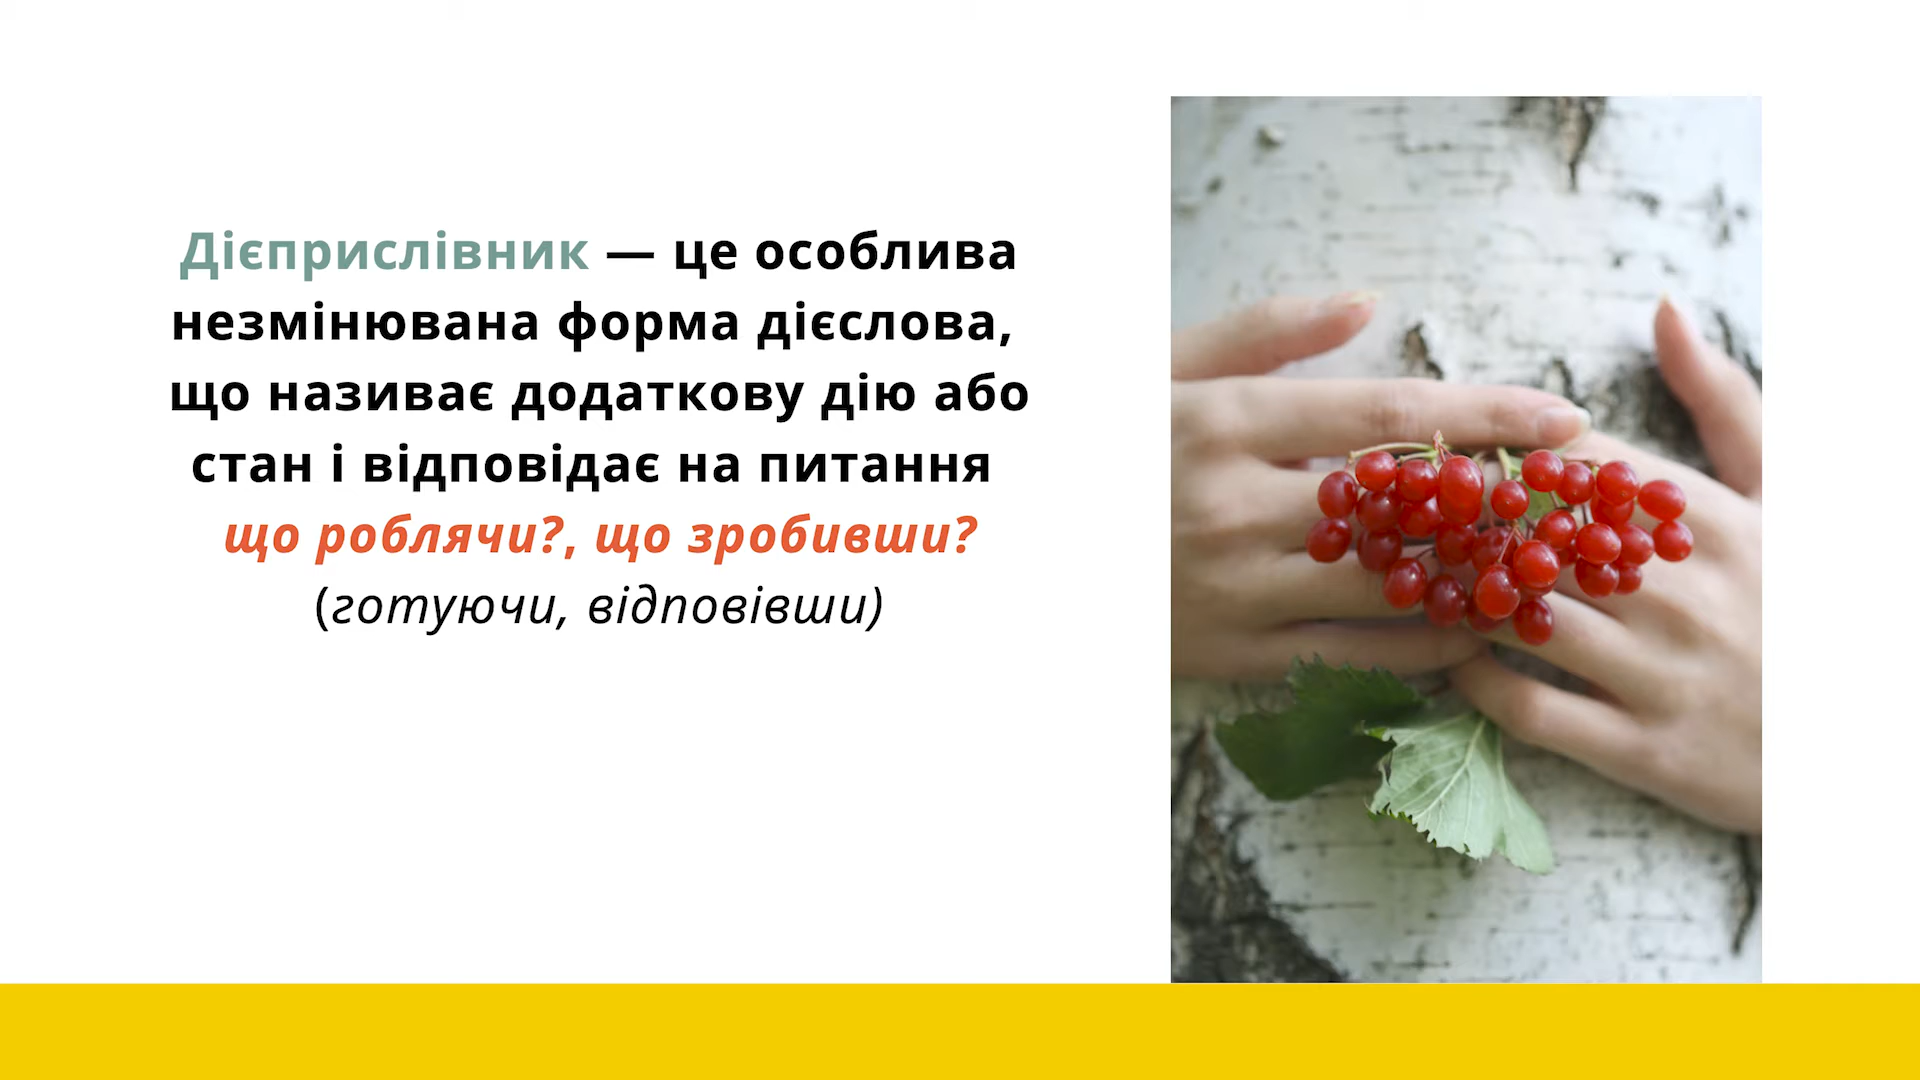 Дієприслівник — це особлива
незмінювана форма дієслова,
що називає додаткову дію або
стан і відповідає на питання
що роблячи?, що зробивши?
(готуючи, відповівши)